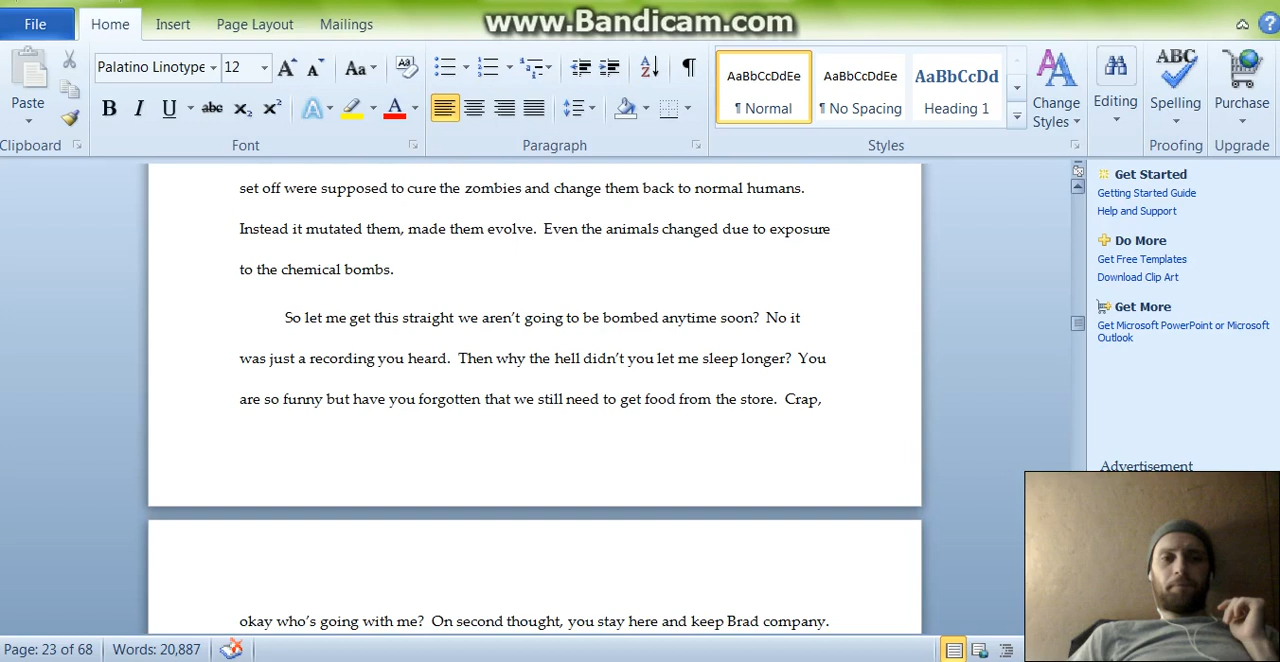 www.Bandicam.com
File Home Insert Page Layout Mailings
Paste
Clipboard
Palatino Linotype 12
Aa
B I U abc X₂ X² A A
Font
Paragraph
AaBbCcDdEe AaBbCcDdEe AaBbCcDd
¶ Normal ¶ No Spacing Heading 1
Change Styles
Styles
Editing
ABC
Spelling
Proofing
Purchase
Upgrade
set off were supposed to cure the zombies and change them back to normal humans.
Instead it mutated them, made them evolve.  Even the animals changed due to exposure
to the chemical bombs.
So let me get this straight we aren't going to be bombed anytime soon?  No it
was just a recording you heard.  Then why the hell didn't you let me sleep longer?  You
are so funny but have you forgotten that we still need to get food from the store.  Crap,
okay who's going with me?  On second thought, you stay here and keep Brad company.
Get Started
Getting Started Guide
Help and Support
Do More
Get Free Templates
Download Clip Art
Get More
Get Microsoft PowerPoint or Microsoft
Outlook
Advertisement
Page: 23 of 68 Words: 20,887